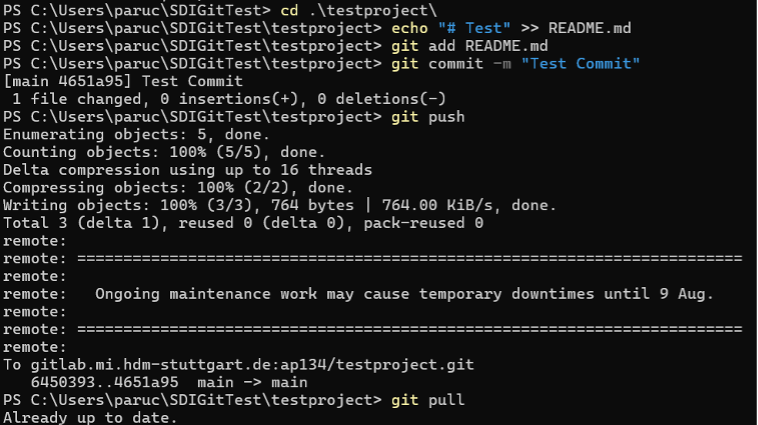 PS C:\Users\paruc\SDIGitTest> cd .\testproject\
PS C:\Users\paruc\SDIGitTest\testproject> echo "# Test" >> README.md
PS C:\Users\paruc\SDIGitTest\testproject> git add README.md
PS C:\Users\paruc\SDIGitTest\testproject> git commit -m "Test Commit"
[main 4651a95] Test Commit
 1 file changed, 0 insertions(+), 0 deletions(-)
PS C:\Users\paruc\SDIGitTest\testproject> git push
Enumerating objects: 5, done.
Counting objects: 100% (5/5), done.
Delta compression using up to 16 threads
Compressing objects: 100% (2/2), done.
Writing objects: 100% (3/3), 764 bytes | 764.00 KiB/s, done.
Total 3 (delta 1), reused 0 (delta 0), pack-reused 0
remote:
remote: ========================================================================
remote:
remote:   Ongoing maintenance work may cause temporary downtimes until 9 Aug.
remote:
remote: ========================================================================
remote:
To gitlab.mi.hdm-stuttgart.de:ap134/testproject.git
   6450393..4651a95  main -> main
PS C:\Users\paruc\SDIGitTest\testproject> git pull
Already up to date.